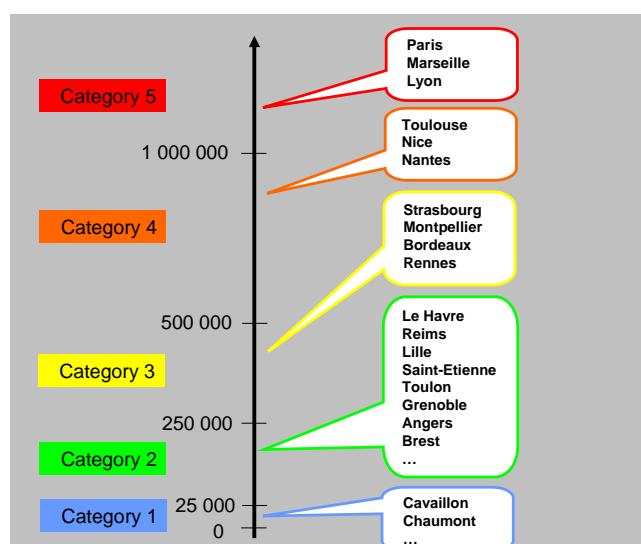 Paris
Marseille
Lyon
Category 5
Toulouse
Nice
Nantes
1 000 000
Strasbourg
Montpellier
Bordeaux
Rennes
Category 4
500 000
Le Havre
Reims
Lille
Saint-Etienne
Toulon
Grenoble
Angers
Brest
…
Category 3
250 000
Category 2
25 000
Category 1
0
Cavaillon
Chaumont
…